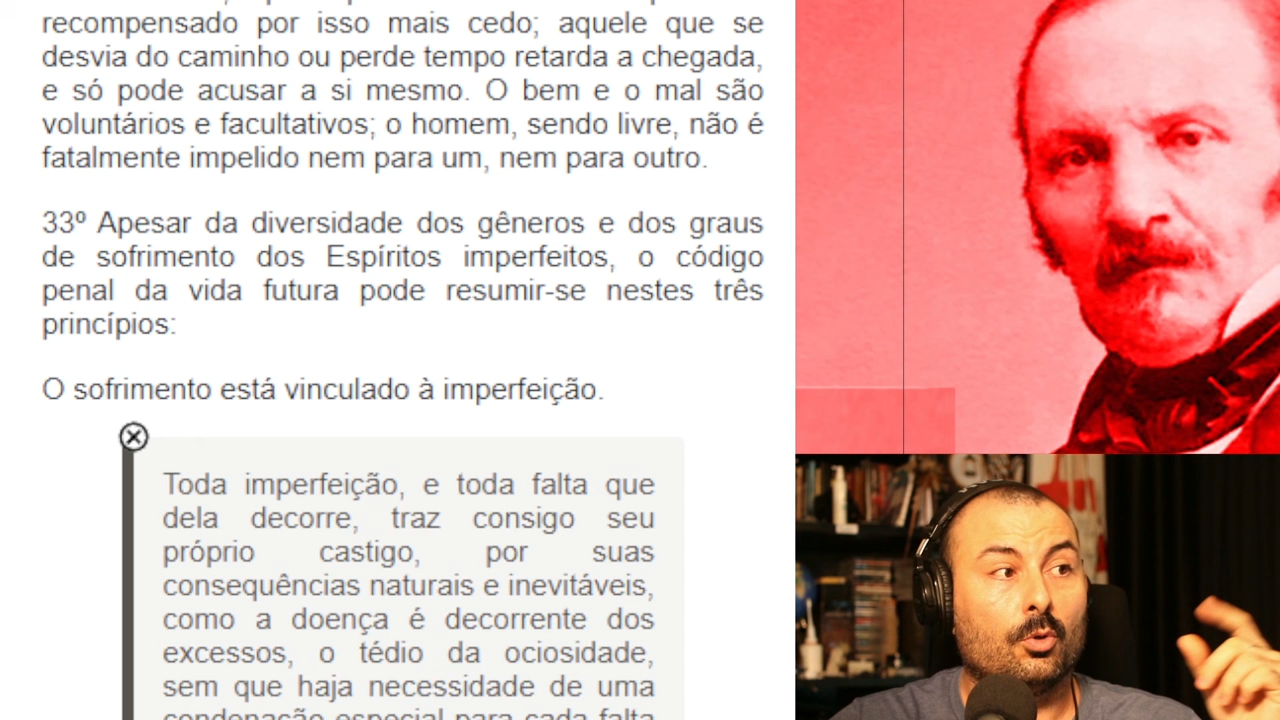 recompensado por isso mais cedo; aquele que se
desvia do caminho ou perde tempo retarda a chegada,
e só pode acusar a si mesmo. O bem e o mal são
voluntários e facultativos; o homem, sendo livre, não é
fatalmente impelido nem para um, nem para outro.
33º Apesar da diversidade dos gêneros e dos graus
de sofrimento dos Espíritos imperfeitos, o código
penal da vida futura pode resumir-se nestes três
princípios:
O sofrimento está vinculado à imperfeição.
Toda imperfeição, e toda falta que
dela decorre, traz consigo seu
próprio castigo, por suas
consequências naturais e inevitáveis,
como a doença é decorrente dos
excessos, o tédio da ociosidade,
sem que haja necessidade de uma
condenação especial para cada falta